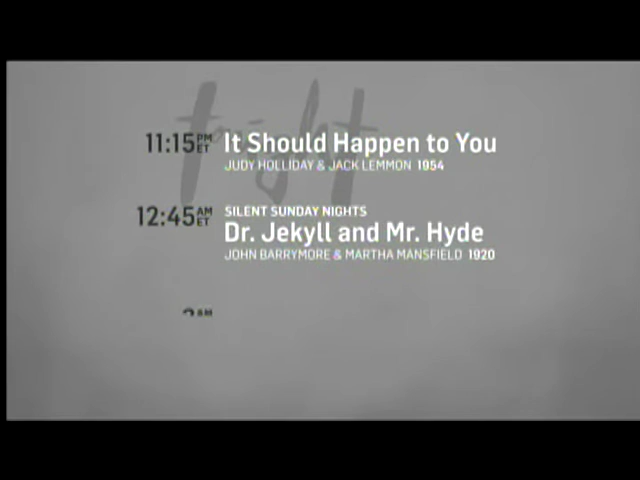 tonight
11:15 PM ET It Should Happen to You
JUDY HOLLIDAY & JACK LEMMON 1954
SILENT SUNDAY NIGHTS
12:45 AM ET Dr. Jekyll and Mr. Hyde
JOHN BARRYMORE & MARTHA MANSFIELD 1920